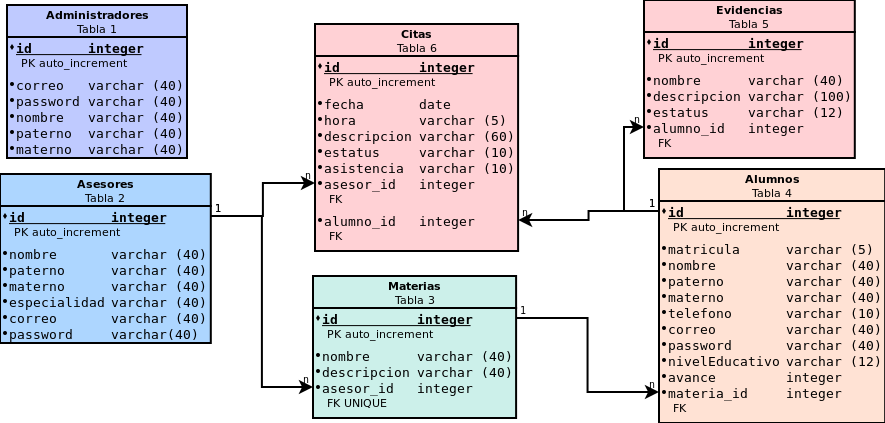 Administradores
Tabla 1
id integer
PK auto_increment
correo varchar (40)
password varchar (40)
nombre varchar (40)
paterno varchar (40)
materno varchar (40)
Asesores
Tabla 2
id integer
PK auto_increment
nombre varchar (40)
paterno varchar (40)
materno varchar (40)
especialidad varchar (40)
correo varchar (40)
password varchar(40)
1
n
n
Citas
Tabla 6
id integer
PK auto_increment
fecha date
hora varchar (5)
descripcion varchar (60)
estatus varchar (10)
asistencia varchar (10)
asesor_id integer
FK
alumno_id integer
FK
Materias
Tabla 3
id integer
PK auto_increment
nombre varchar (40)
descripcion varchar (40)
asesor_id integer
FK UNIQUE
1
n
Evidencias
Tabla 5
id integer
PK auto_increment
nombre varchar (40)
descripcion varchar (100)
estatus varchar (12)
alumno_id integer
FK
n
n
1
Alumnos
Tabla 4
id integer
PK auto_increment
matricula varchar (5)
nombre varchar (40)
paterno varchar (40)
materno varchar (40)
telefono varchar (10)
correo varchar (40)
password varchar (40)
nivelEducativo varchar (12)
avance integer
materia_id integer
FK